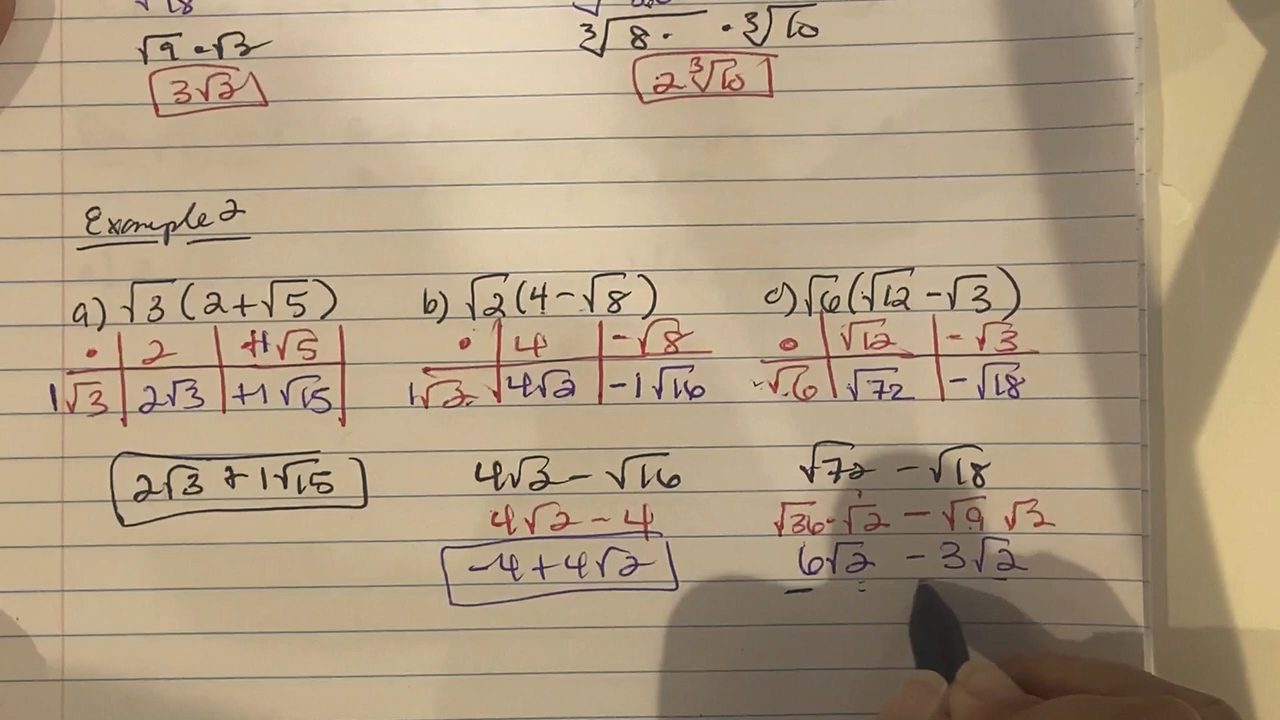 √18
√9 · √2
3√2
∛8 · · ∛10
2∛10
Example 2
a) √3 (2+√5)
· | 2 | +1√5
1√3 | 2√3 | +1√15
2√3 + 1√15
b) √2 (4-√8)
· | 4 | -√8
1√2 | 4√2 | -1√16
4√2 - √16
4√2 - 4
-4+4√2
c) √6 (√12 - √3)
· | √12 | -√3
√6 | √72 | -√18
√72 - √18
√36 · √2 - √9 √2
6√2 - 3√2